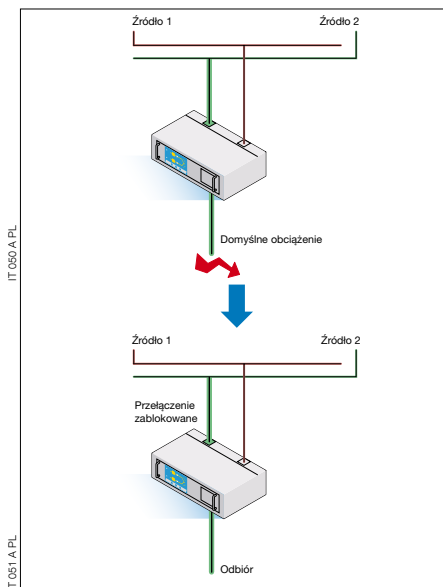 Źródło 1
Źródło 2
Domyślne obciążenie
IT 050 A PL
Źródło 1
Źródło 2
Przełączenie
zablokowane
Odbiór
IT 051 A PL